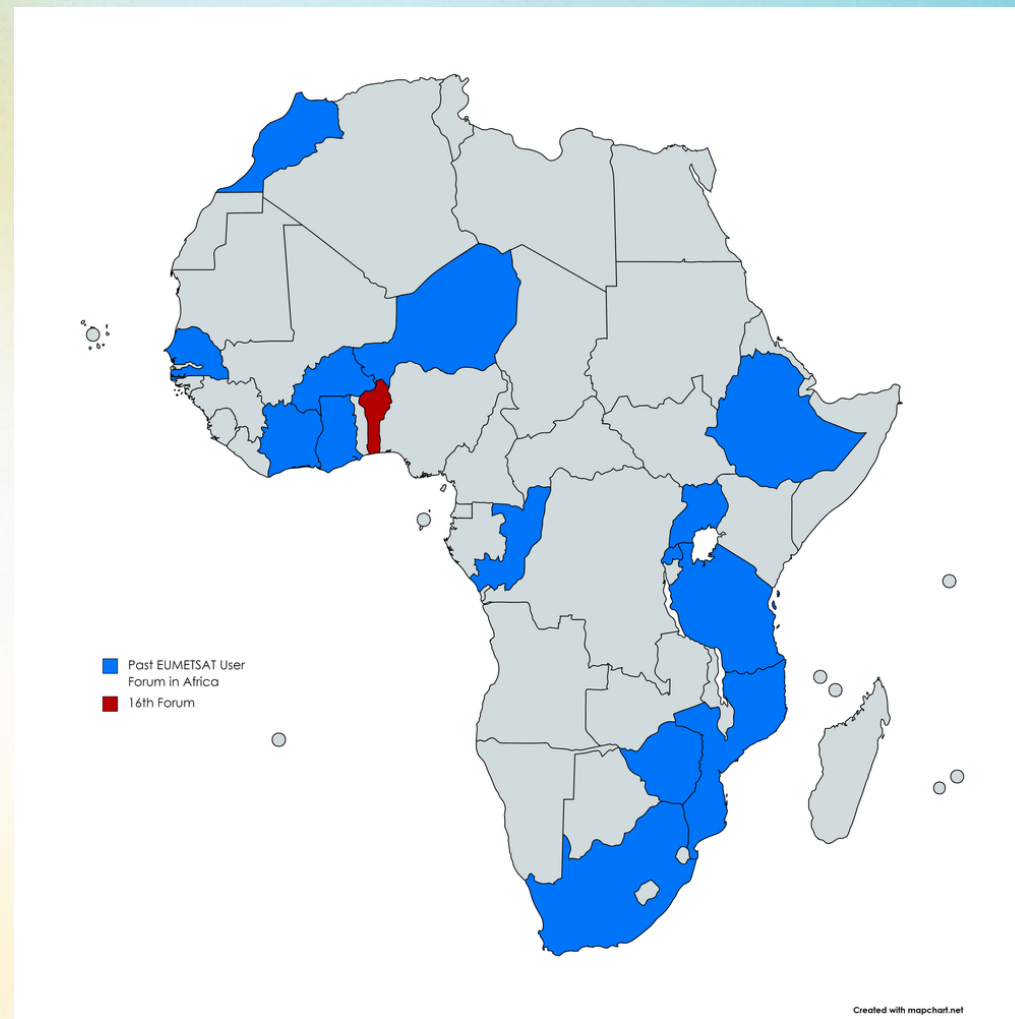 Past EUMETSAT User
Forum in Africa
16th Forum
Created with mapchart.net